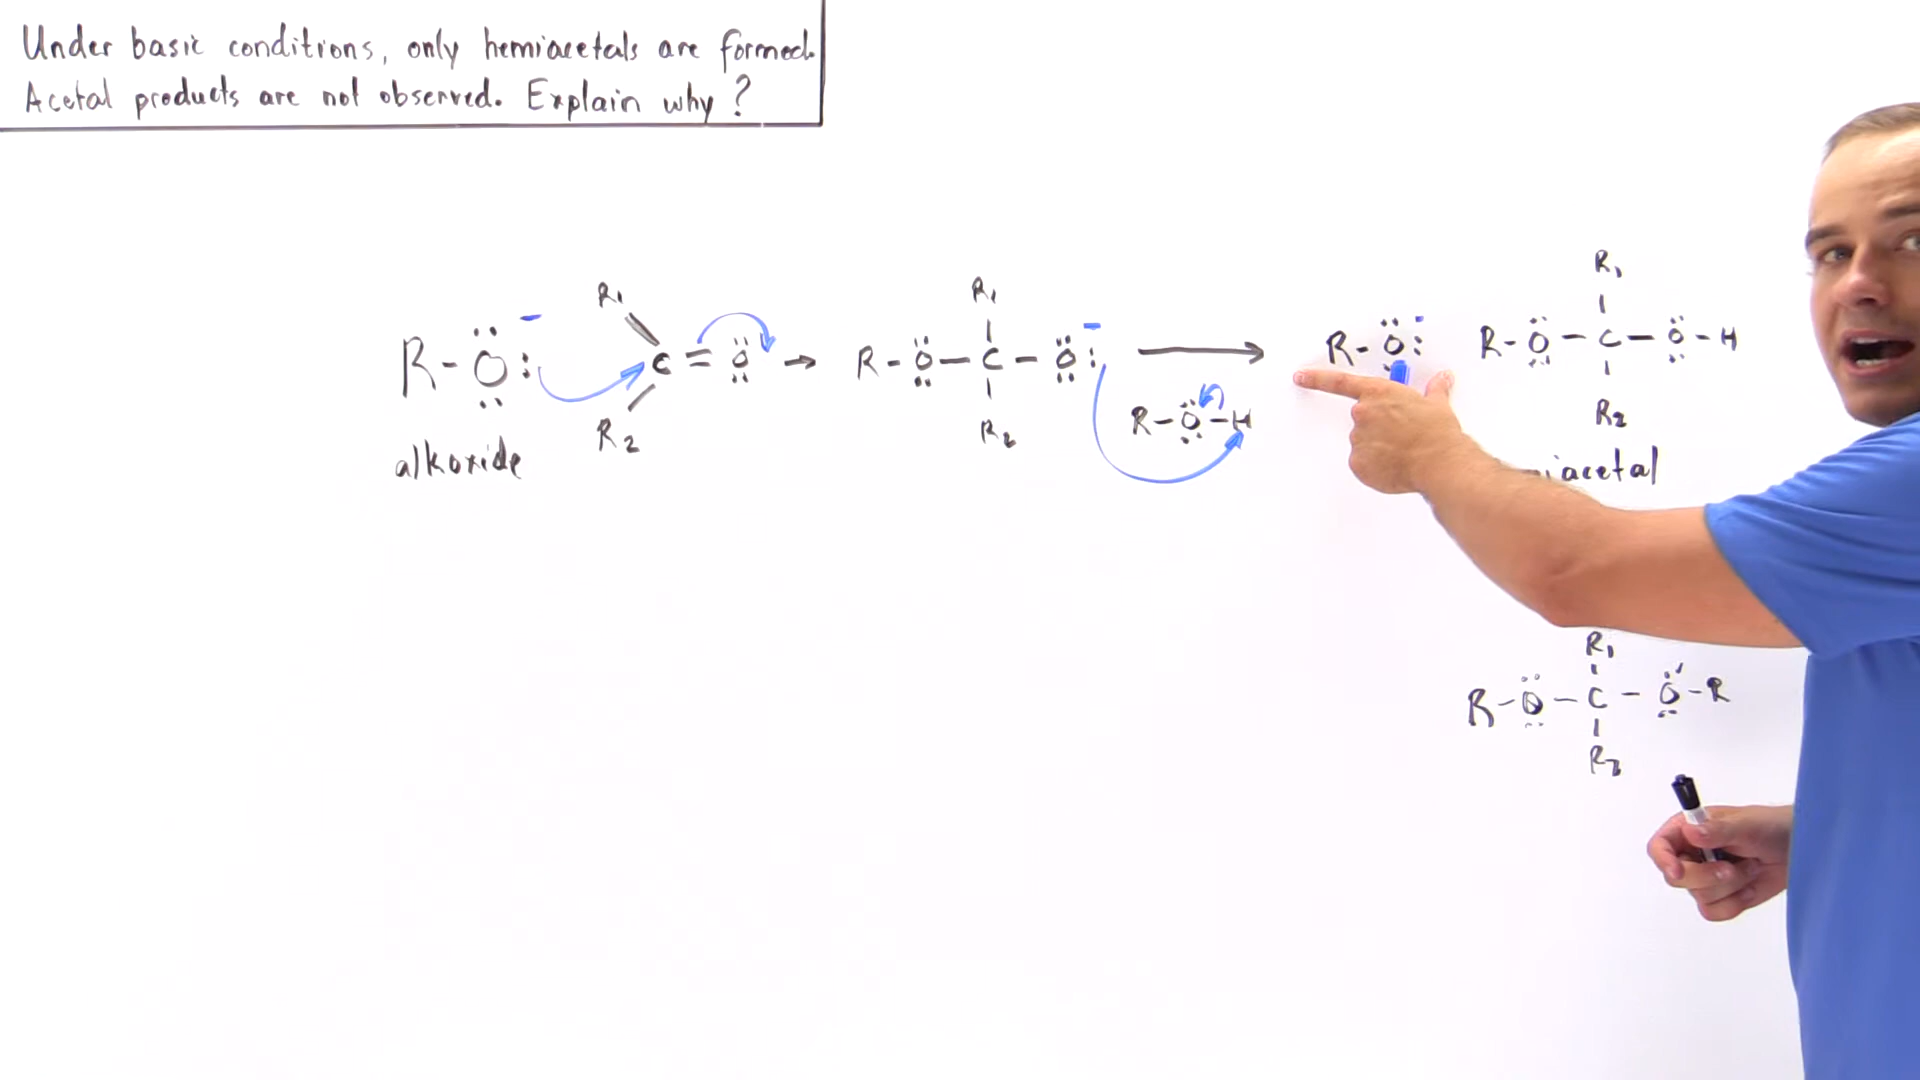 Under basic conditions, only hemiacetals are formed.
Acetal products are not observed. Explain why?
R1
R-O: − C=O → R-O-C-O: −
R2
alkoxide
R1
R2
R-O-H
R-O: − R-O-C-O-H
R1
R2
iacetal
R1
R-O-C-O-R
R2